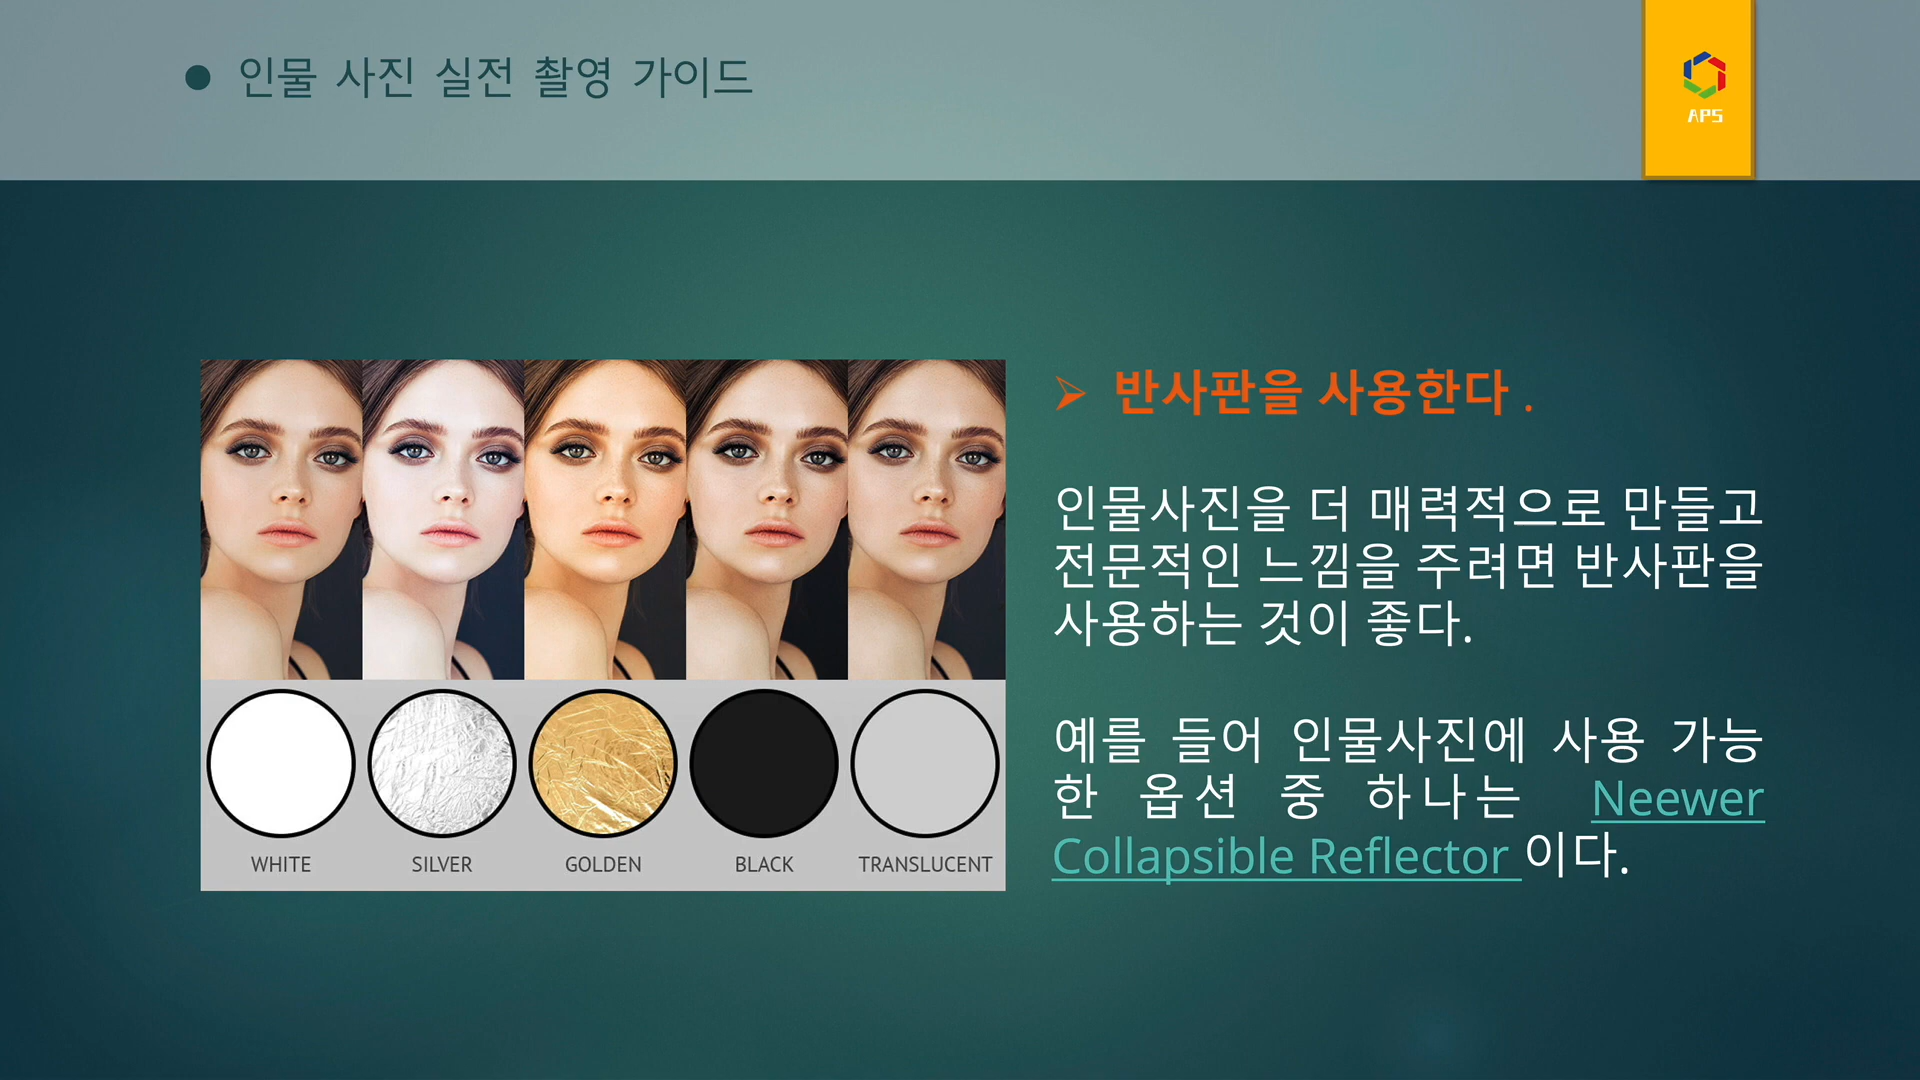 ● 인물 사진 실전 촬영 가이드
APS
➢ 반사판을 사용한다 .
인물사진을 더 매력적으로 만들고
전문적인 느낌을 주려면 반사판을
사용하는 것이 좋다.
예를 들어 인물사진에 사용 가능
한 옵션 중 하나는 Neewer
Collapsible Reflector 이다.
WHITE SILVER GOLDEN BLACK TRANSLUCENT